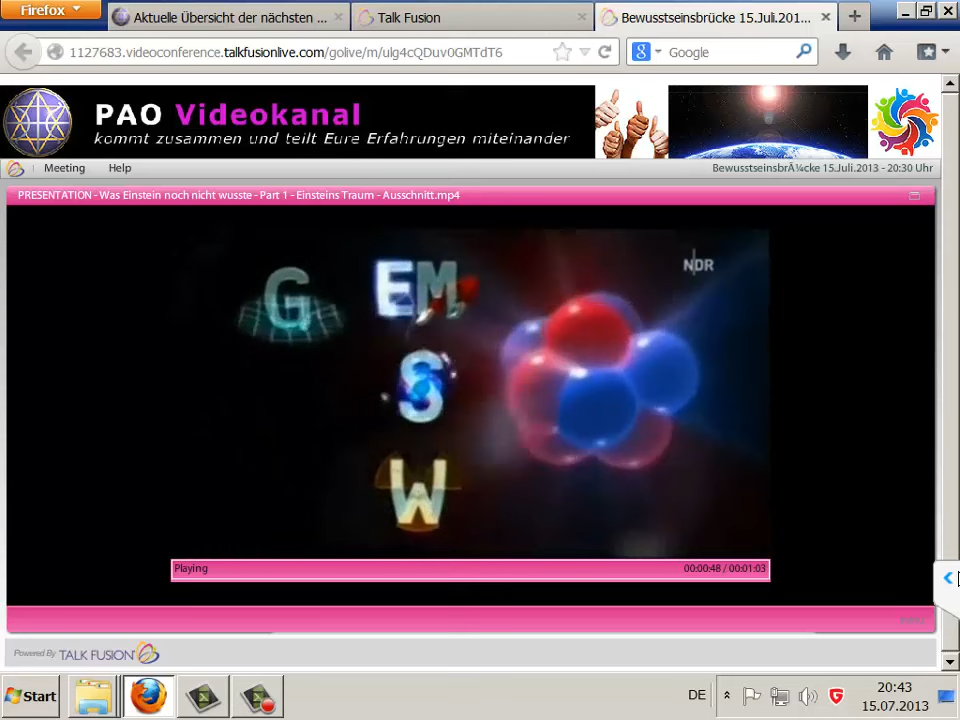 Firefox
Aktuelle Übersicht der nächsten ...
Talk Fusion
Bewusstseinsbrücke 15.Juli.201...
1127683.videoconference.talkfusionlive.com/golive/m/ulg4cQDuv0GMTdT6
Google
PAO Videokanal
kommt zusammen und teilt Eure Erfahrungen miteinander
Meeting Help
BewusstseinsbrÃ¼cke 15.Juli.2013 - 20:30 Uhr
PRESENTATION - Was Einstein noch nicht wusste - Part 1 - Einsteins Traum - Ausschnitt.mp4
NDR
G EM
S
W
Playing 00:00:48 / 00:01:03
Powered By TALK FUSION
Start
DE
20:43
15.07.2013